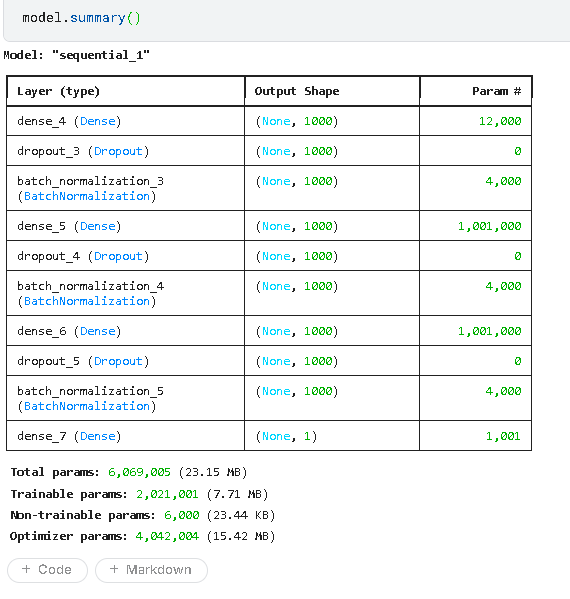 model.summary()
Model: "sequential_1"
Layer (type) Output Shape Param #
dense_4 (Dense) (None, 1000) 12,000
dropout_3 (Dropout) (None, 1000) 0
batch_normalization_3 (None, 1000) 4,000
(BatchNormalization)
dense_5 (Dense) (None, 1000) 1,001,000
dropout_4 (Dropout) (None, 1000) 0
batch_normalization_4 (None, 1000) 4,000
(BatchNormalization)
dense_6 (Dense) (None, 1000) 1,001,000
dropout_5 (Dropout) (None, 1000) 0
batch_normalization_5 (None, 1000) 4,000
(BatchNormalization)
dense_7 (Dense) (None, 1) 1,001
Total params: 6,069,005 (23.15 MB)
Trainable params: 2,021,001 (7.71 MB)
Non-trainable params: 6,000 (23.44 KB)
Optimizer params: 4,042,004 (15.42 MB)
+ Code + Markdown